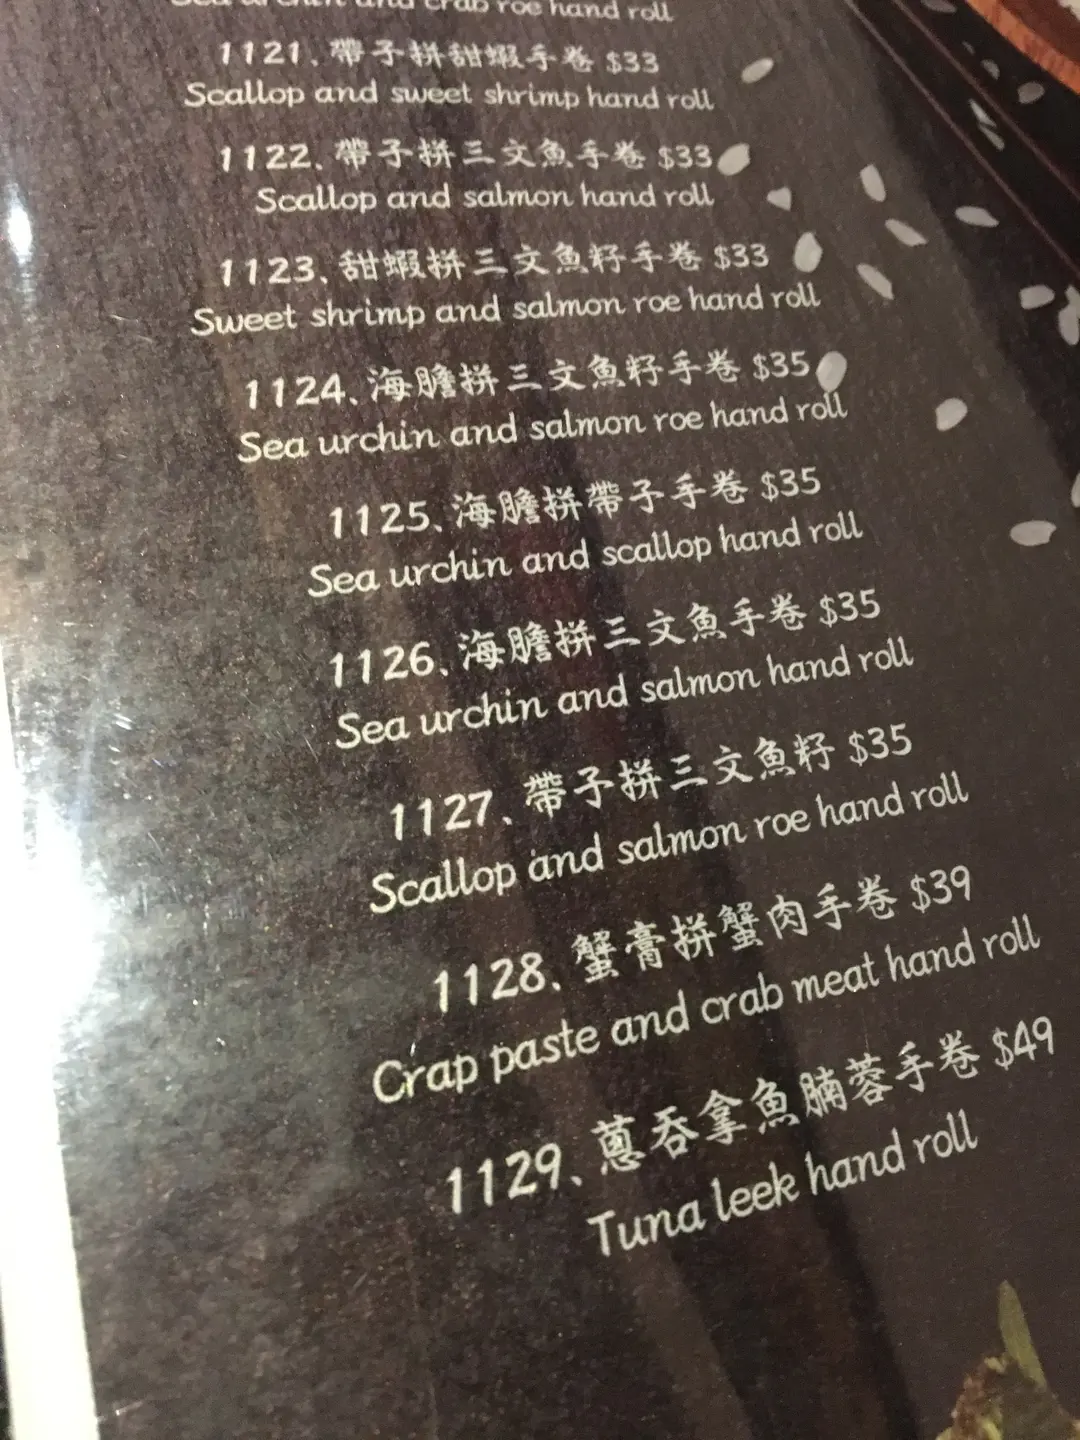 Sea urchin and crab roe hand roll
1121、帶子拼甜蝦手卷 $33
Scallop and sweet shrimp hand roll
1122、帶子拼三文魚手卷 $33
Scallop and salmon hand roll
1123、甜蝦拼三文魚籽手卷 $33
Sweet shrimp and salmon roe hand roll
1124、海膽拼三文魚籽手卷 $35
Sea urchin and salmon roe hand roll
1125、海膽拼帶子手卷 $35
Sea urchin and scallop hand roll
1126、海膽拼三文魚手卷 $35
Sea urchin and salmon hand roll
1127、帶子拼三文魚籽 $35
Scallop and salmon roe hand roll
1128、蟹膏拼蟹肉手卷 $39
Crap paste and crab meat hand roll
1129、蔥吞拿魚腩蓉手卷 $49
Tuna leek hand roll